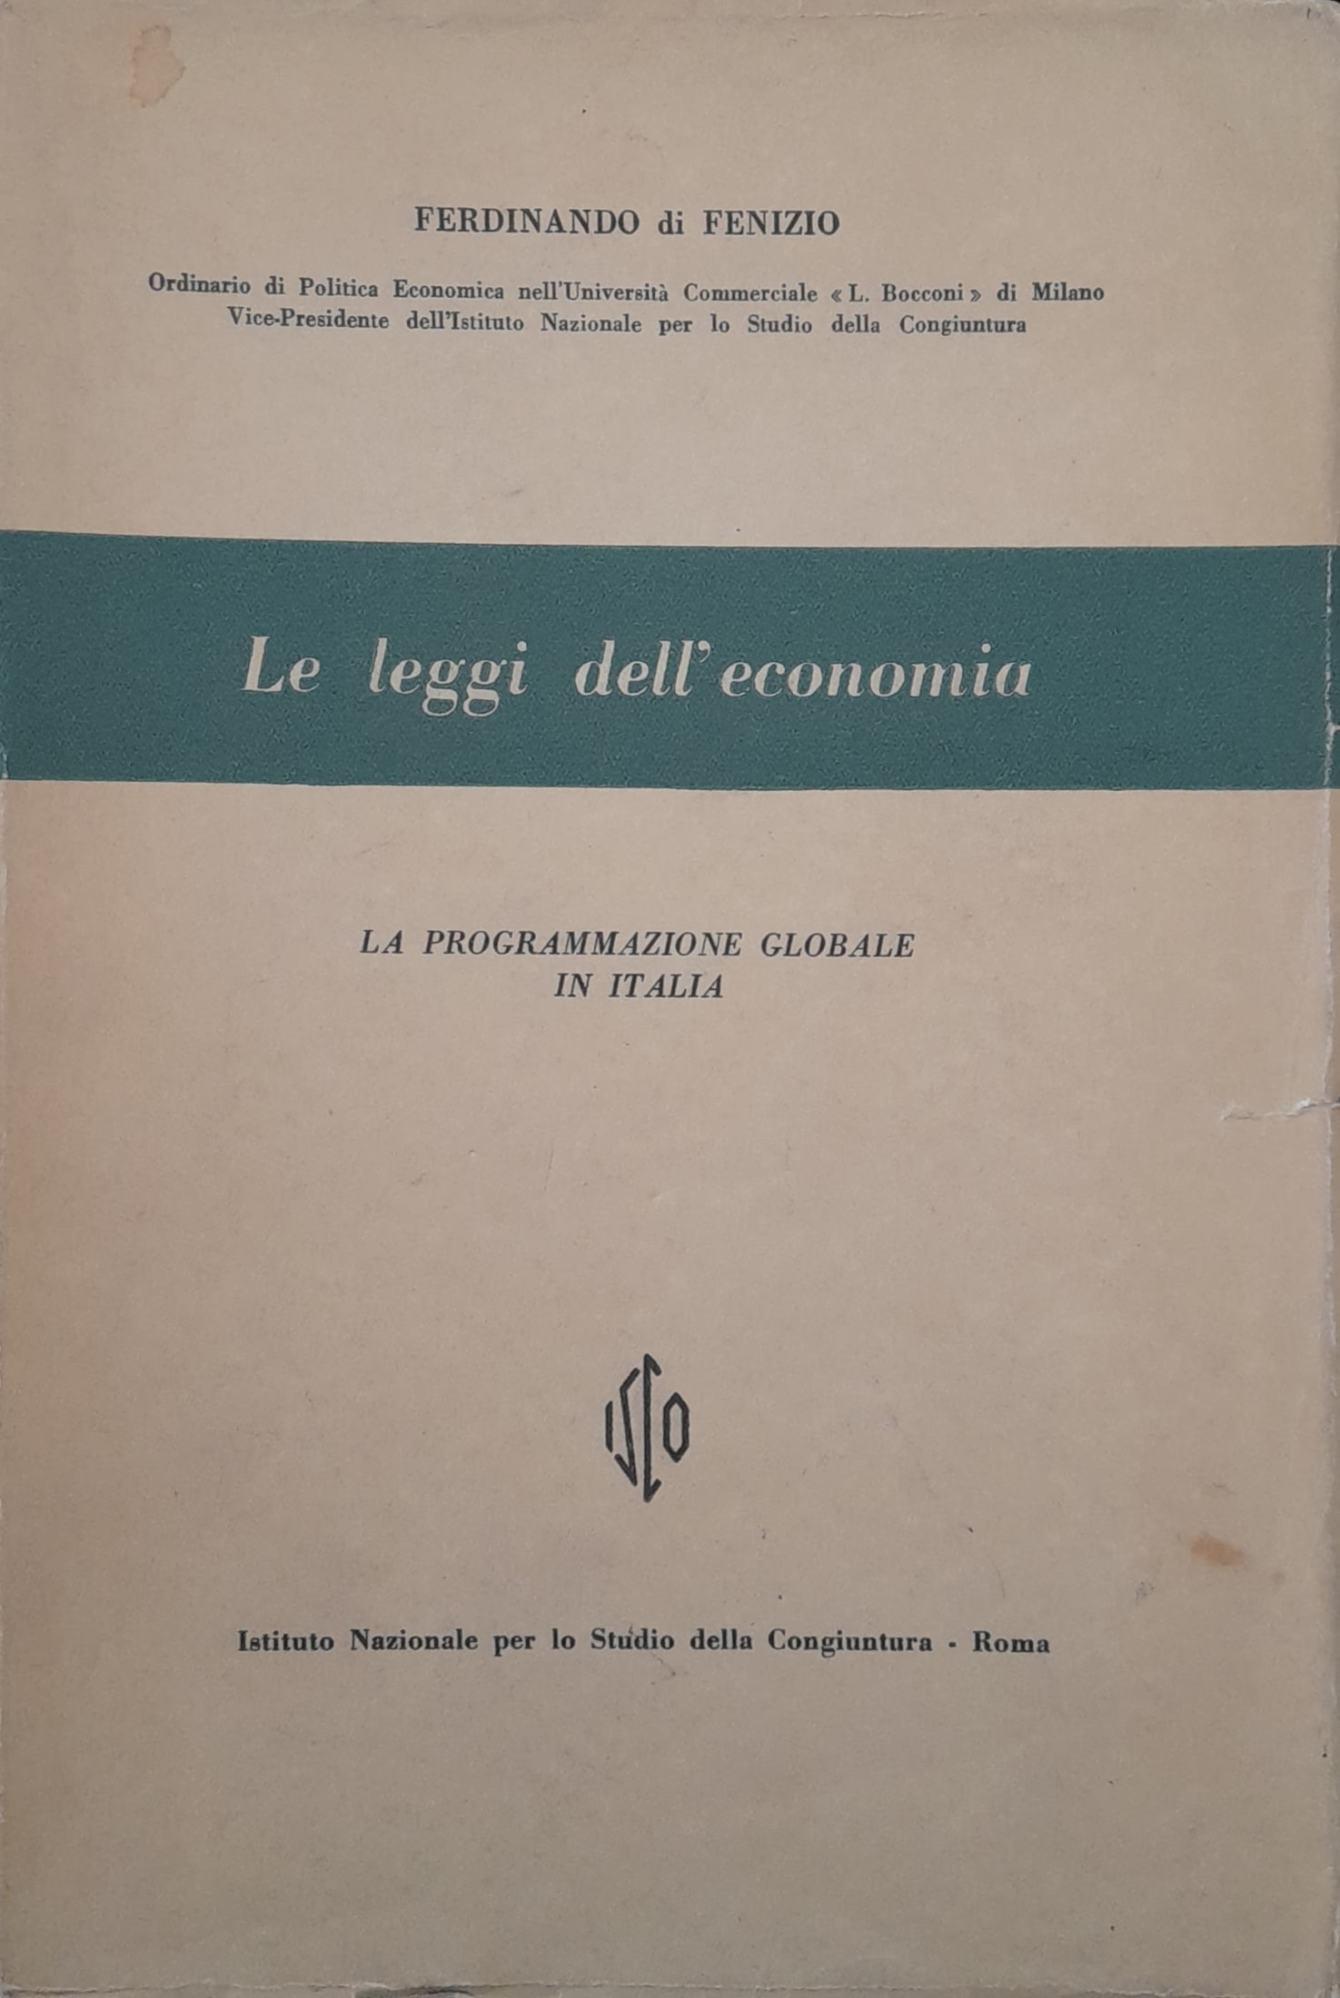 FERDINANDO di FENIZIO
Ordinario di Politica Economica nell'Università Commerciale « L. Bocconi » di Milano
Vice-Presidente dell'Istituto Nazionale per lo Studio della Congiuntura
Le leggi dell'economia
LA PROGRAMMAZIONE GLOBALE
IN ITALIA
ISCO
Istituto Nazionale per lo Studio della Congiuntura - Roma